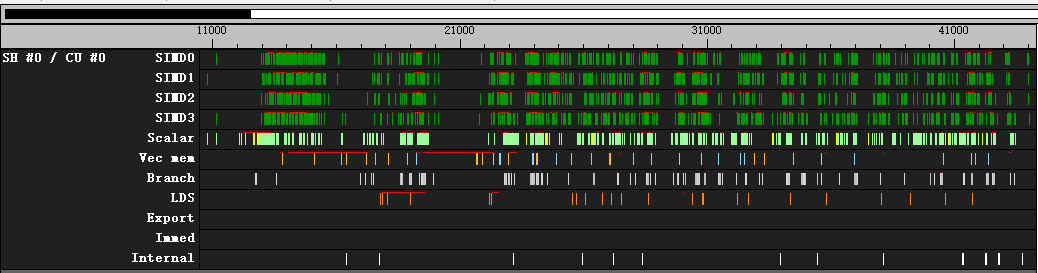 11000 21000 31000 41000
SH #0 / CU #0 SIMD0
SIMD1
SIMD2
SIMD3
Scalar
Vec mem
Branch
LDS
Export
Immed
Internal